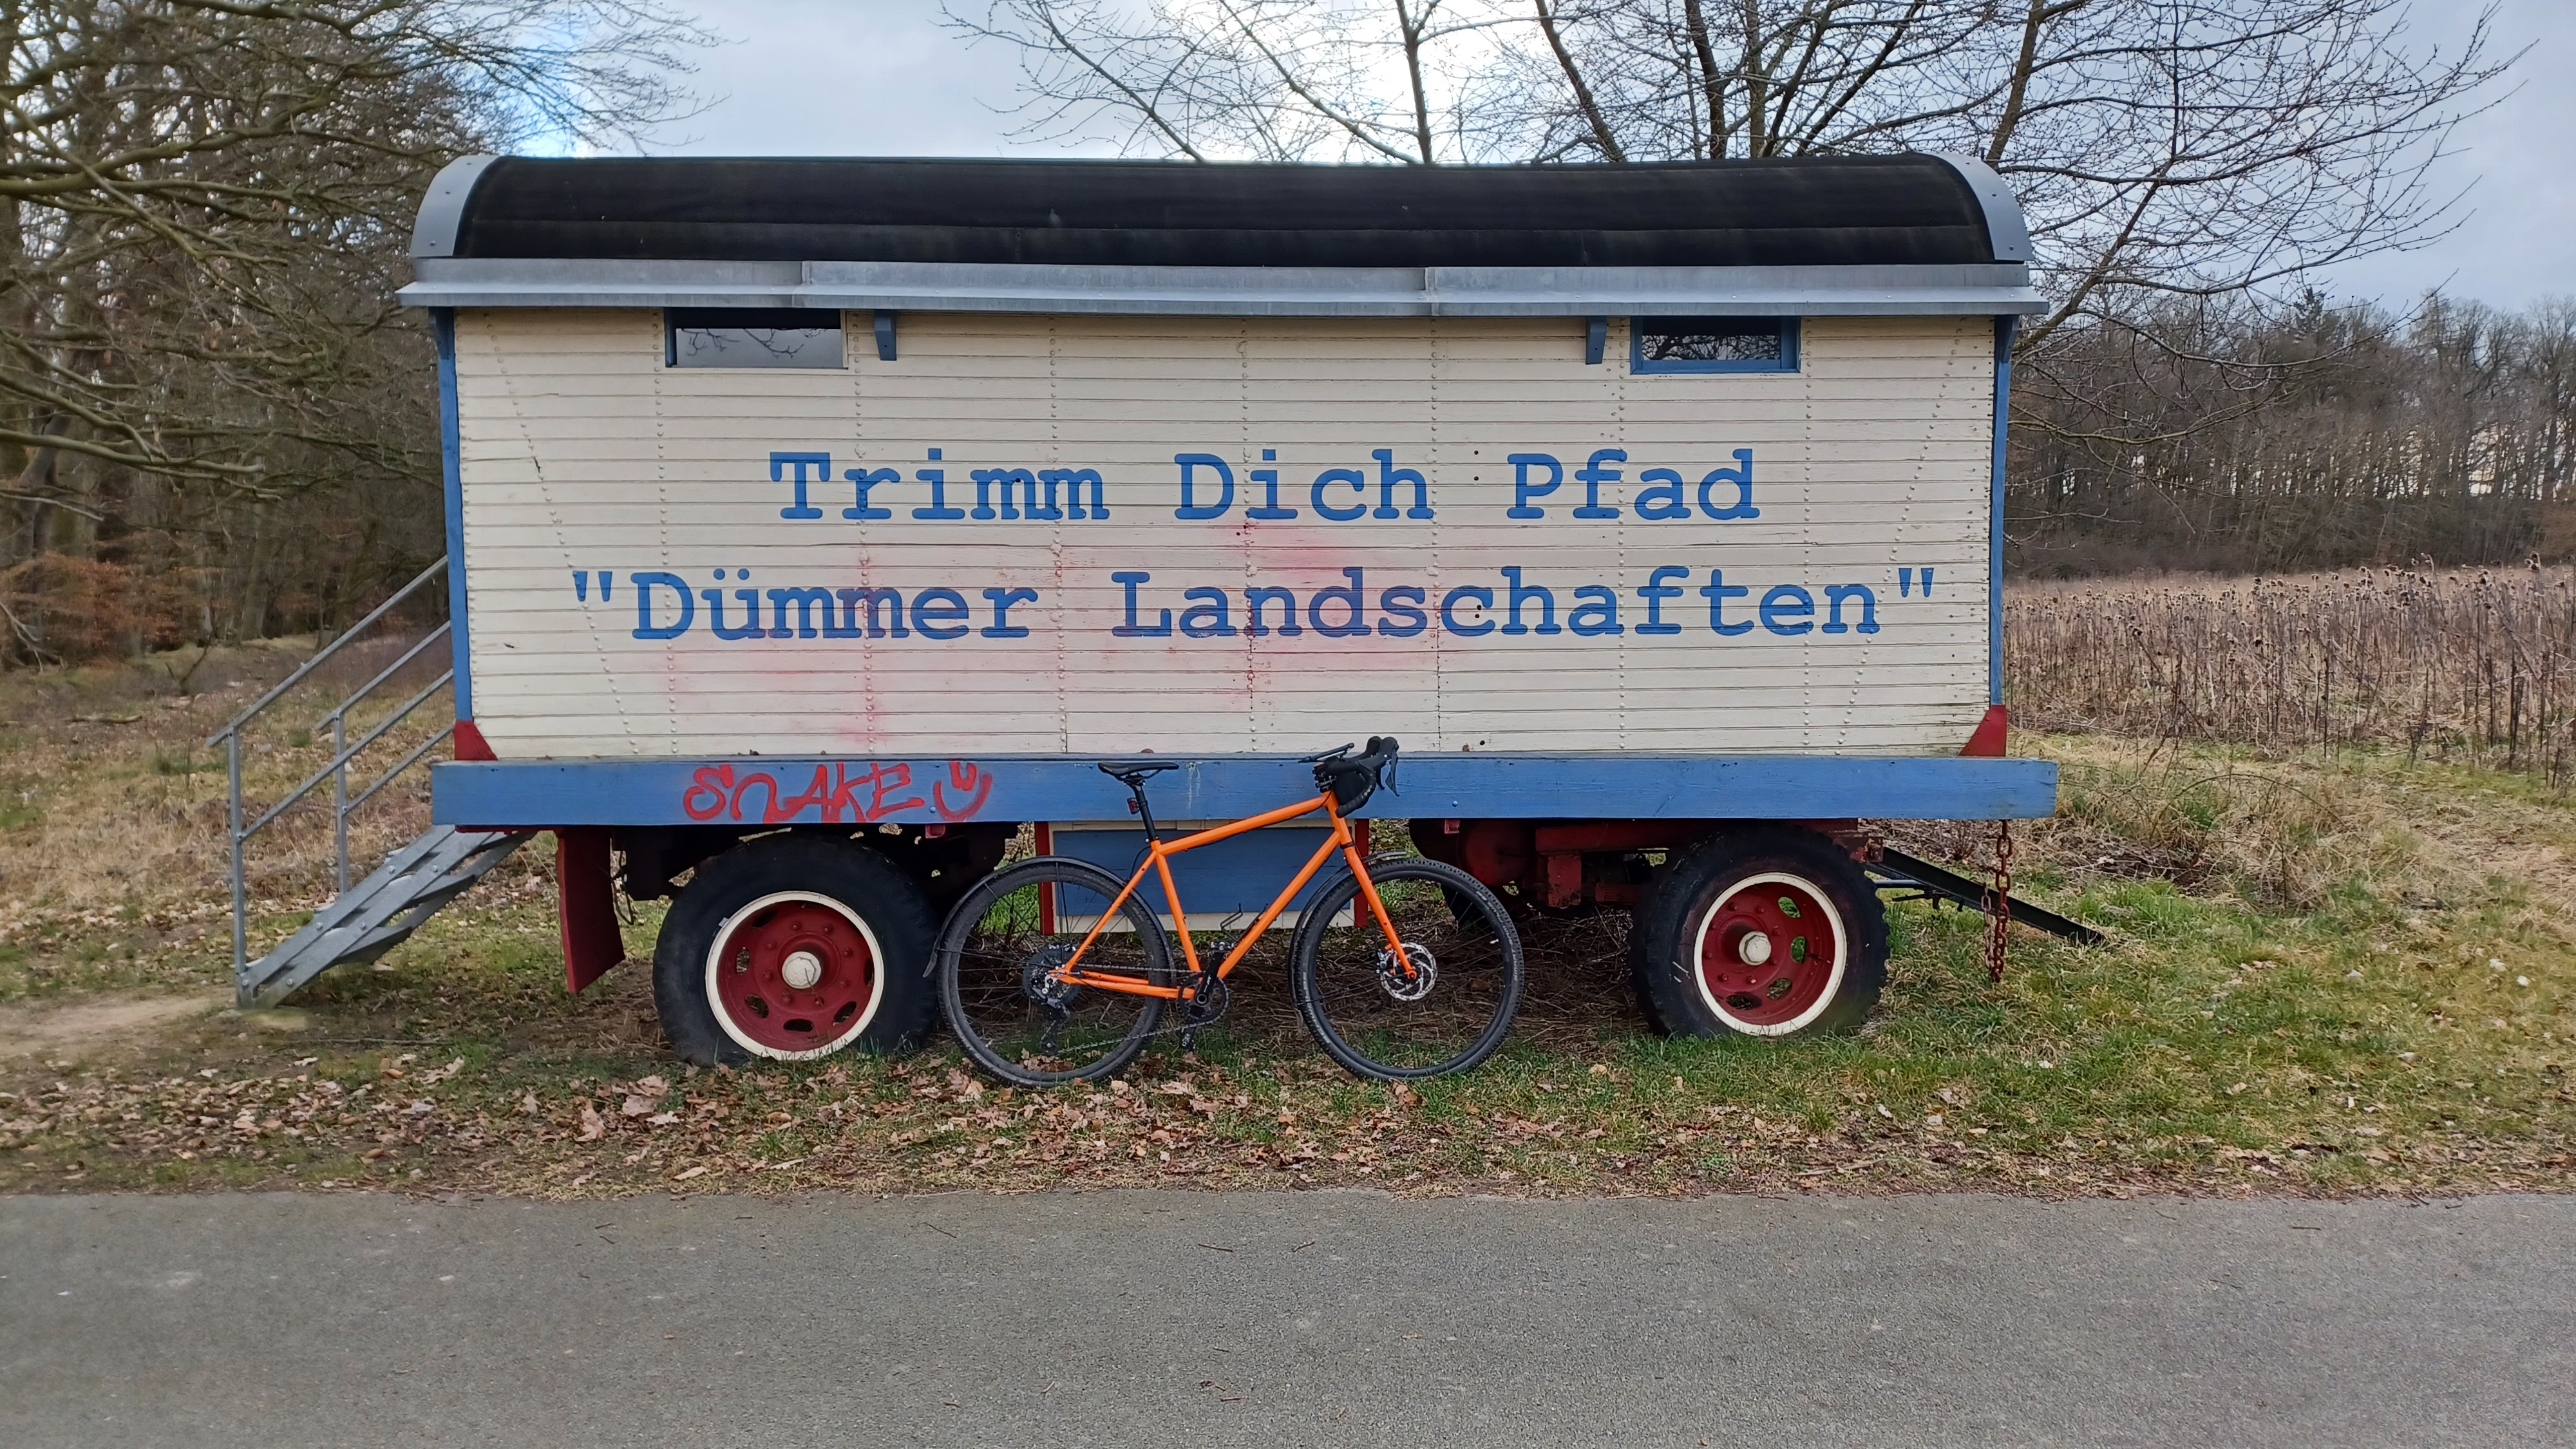 Trimm Dich Pfad
"Dümmer Landschaften"
SNAKE